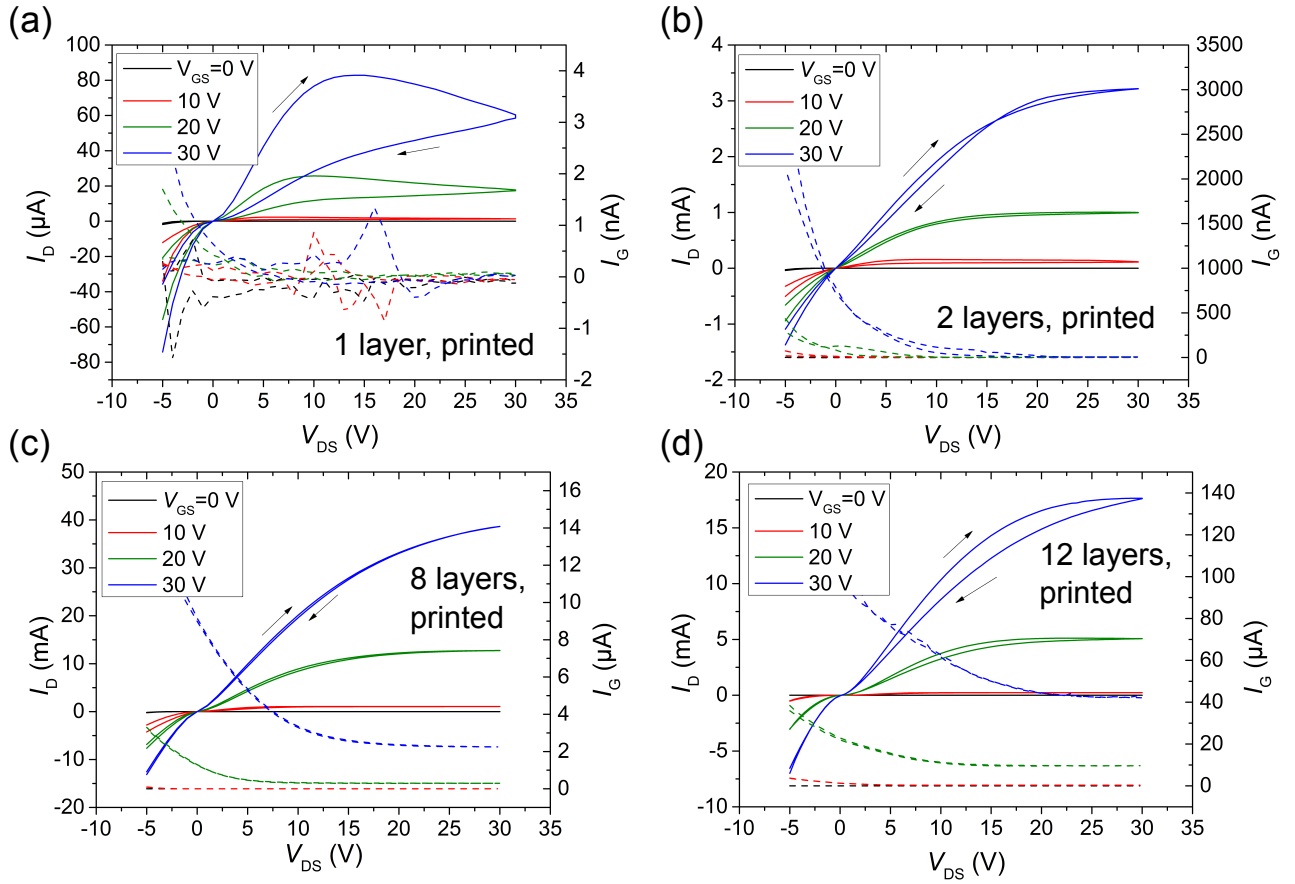 (a)
100
80
60
40
20
0
-20
-40
-60
-80
4
3
2
1
0
-1
-2
V_GS=0 V
10 V
20 V
30 V
1 layer, printed
I_D (µA)
I_G (nA)
-10 -5 0 5 10 15 20 25 30 35
V_DS (V)
(b)
4
3
2
1
0
-1
-2
3500
3000
2500
2000
1500
1000
500
0
V_GS=0 V
10 V
20 V
30 V
2 layers, printed
I_D (mA)
I_G (nA)
-10 -5 0 5 10 15 20 25 30 35
V_DS (V)
(c)
50
40
30
20
10
0
-10
-20
16
14
12
10
8
6
4
2
0
V_GS=0 V
10 V
20 V
30 V
8 layers,
printed
I_D (mA)
I_G (µA)
-10 -5 0 5 10 15 20 25 30 35
V_DS (V)
(d)
20
15
10
5
0
-5
-10
140
120
100
80
60
40
20
0
V_GS=0 V
10 V
20 V
30 V
12 layers,
printed
I_D (mA)
I_G (µA)
-10 -5 0 5 10 15 20 25 30 35
V_DS (V)